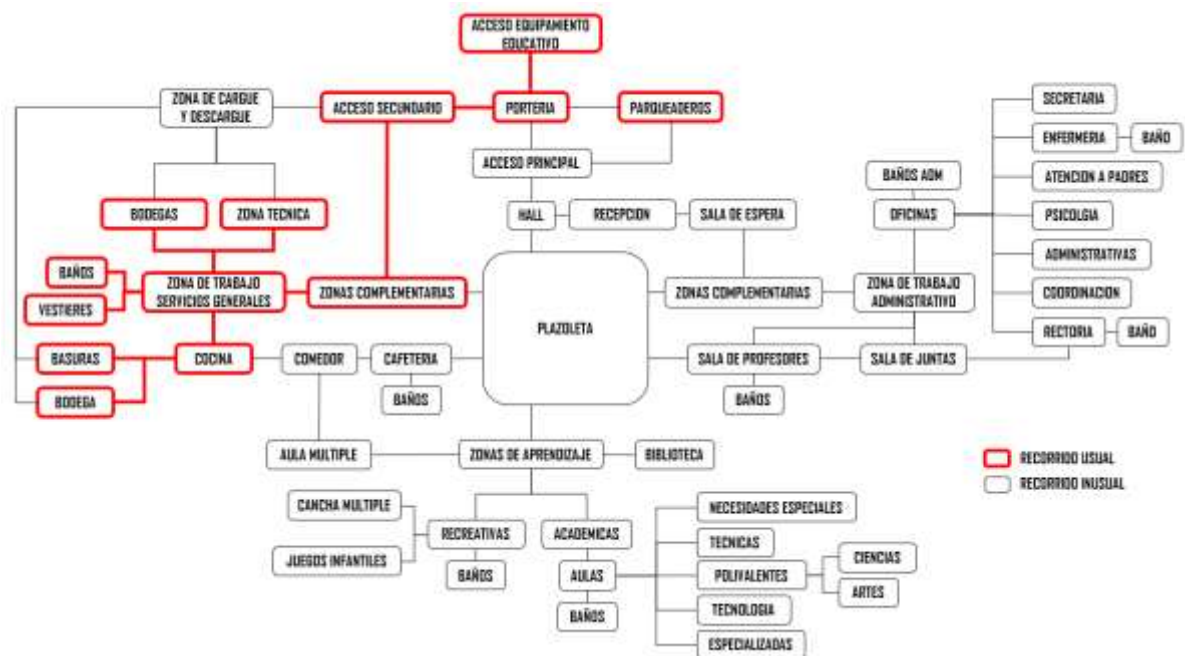 ACCESO EQUIPAMIENTO
EDUCATIVO
ZONA DE CARGUE
Y DESCARGUE
ACCESO SECUNDARIO
PORTERIA
PARQUEADEROS
SECRETARIA
ENFERMERIA
BAÑO
ACCESO PRINCIPAL
BAÑOS ADM
ATENCION A PADRES
BODEGAS
ZONA TECNICA
HALL
RECEPCION
SALA DE ESPERA
OFICINAS
PSICOLGIA
ADMINISTRATIVAS
BAÑOS
VESTIERES
ZONA DE TRABAJO
SERVICIOS GENERALES
ZONAS COMPLEMENTARIAS
ZONAS COMPLEMENTARIAS
ZONA DE TRABAJO
ADMINISTRATIVO
COORDINACION
PLAZOLETA
RECTORIA
BAÑO
BASURAS
COCINA
COMEDOR
CAFETERIA
SALA DE PROFESORES
SALA DE JUNTAS
BODEGA
BAÑOS
BAÑOS
AULA MULTIPLE
ZONAS DE APRENDIZAJE
BIBLIOTECA
RECORRIDO USUAL
RECORRIDO INUSUAL
CANCHA MULTIPLE
RECREATIVAS
ACADEMICAS
NECESIDADES ESPECIALES
TECNICAS
JUEGOS INFANTILES
BAÑOS
AULAS
POLIVALENTES
CIENCIAS
ARTES
BAÑOS
TECNOLOGIA
ESPECIALIZADAS